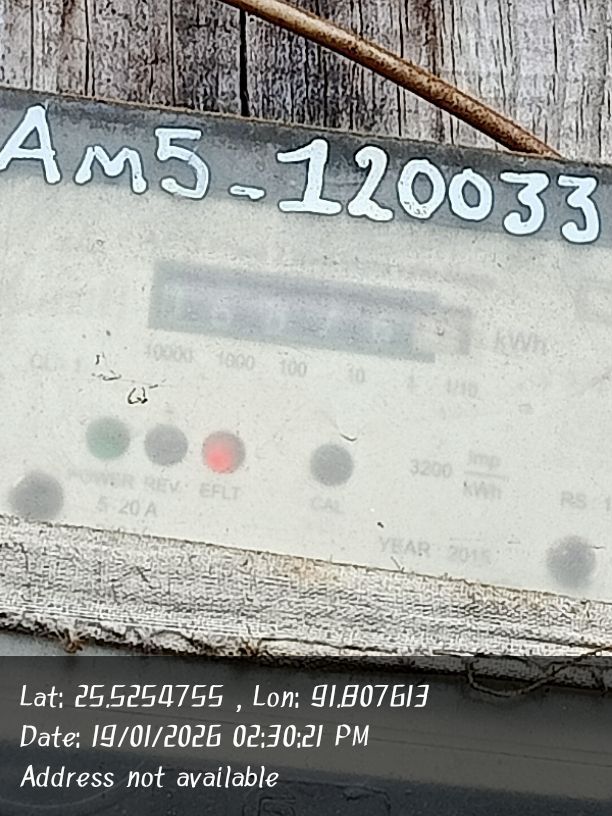 Am5-120033
kWh
10000 1000 100 10 1 1/10
POWER REV EFLT
CAL
3200 imp/kWh
5-20 A
RS
YEAR 2015
Lat: 25.5254755 , Lon: 91.807613
Date: 19/01/2026 02:30:21 PM
Address not available